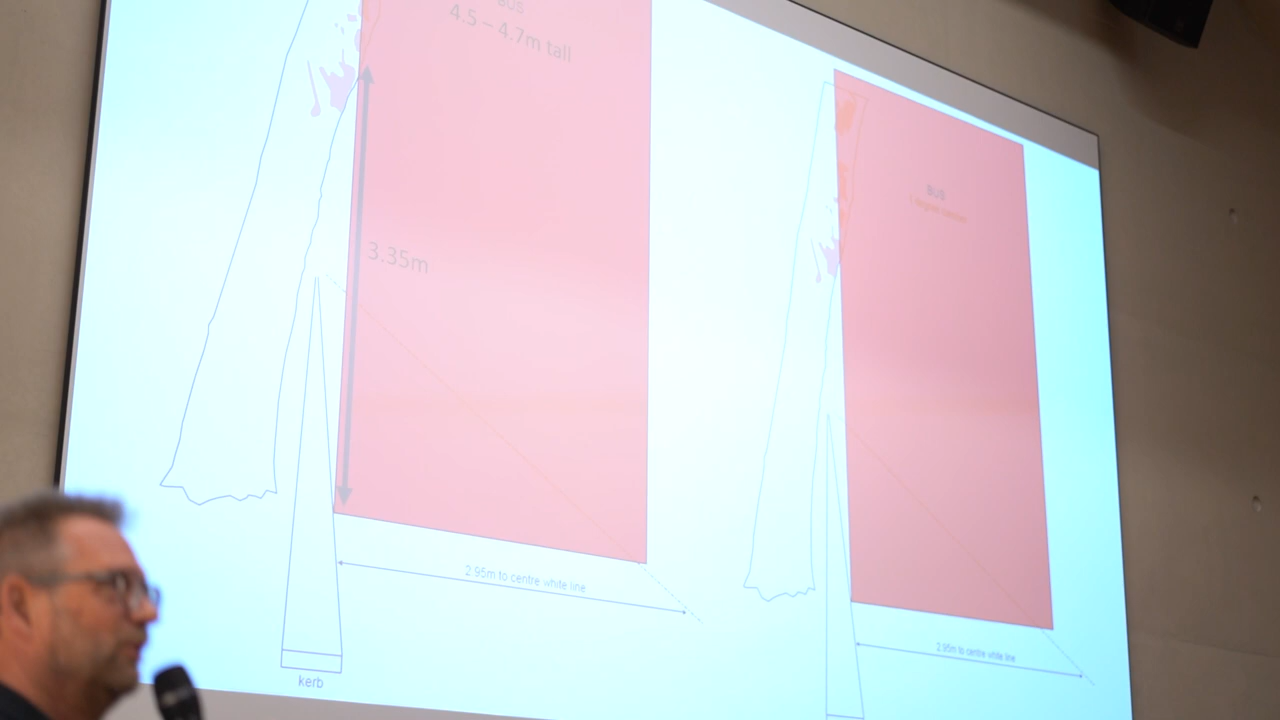 BUS
4.5 – 4.7m tall
3.35m
2.95m to centre white line
kerb
BUS
2.95m to centre white line